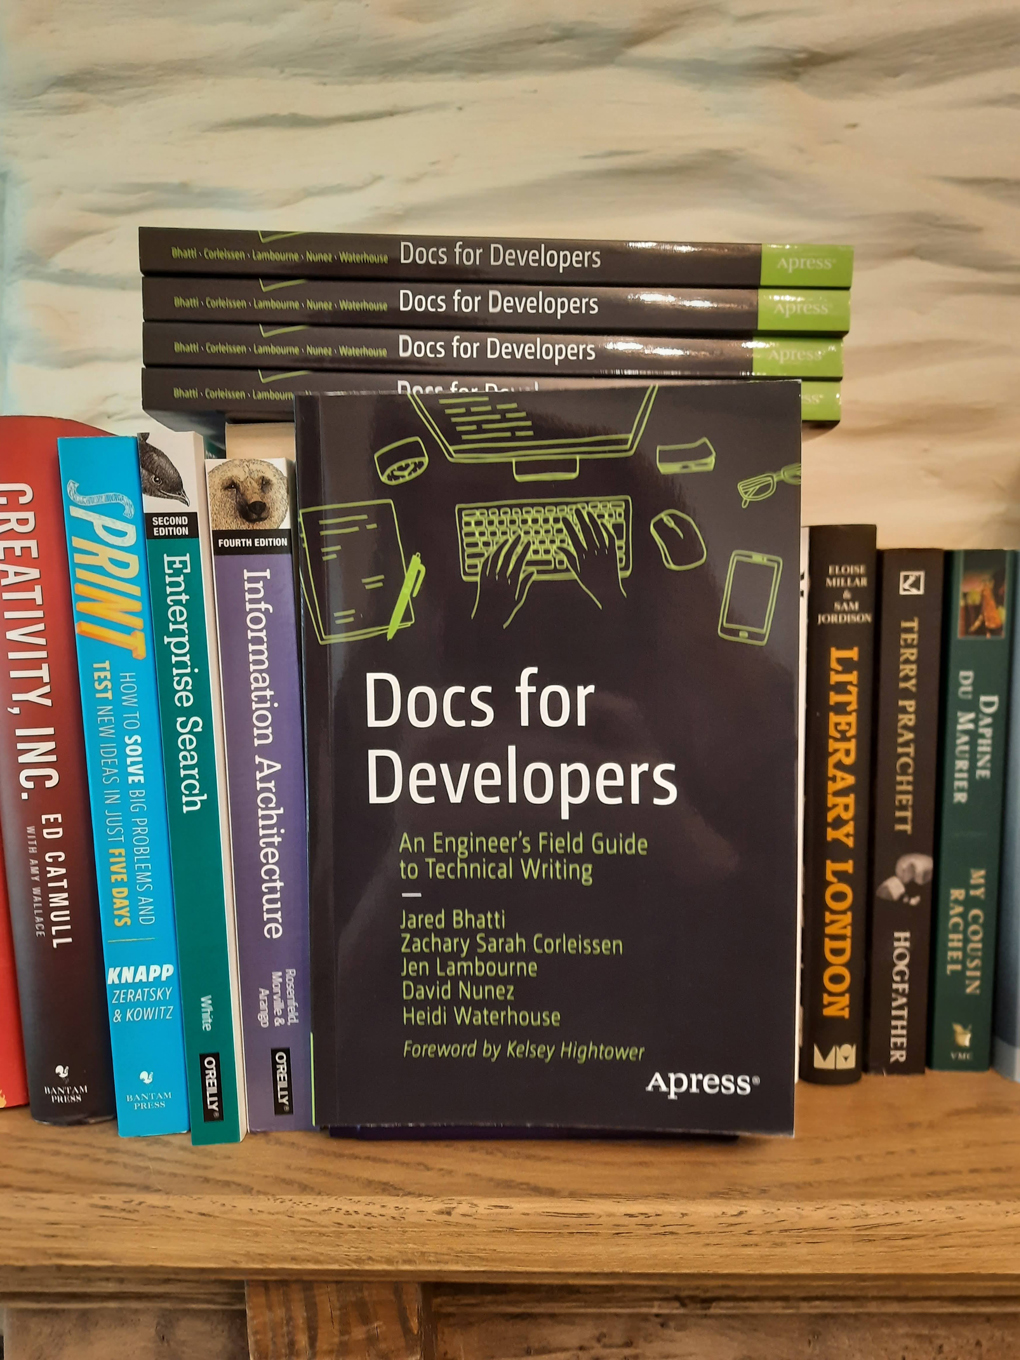 Bhatti · Corleissen · Lambourne · Nunez · Waterhouse Docs for Developers Apress®
Bhatti · Corleissen · Lambourne · Nunez · Waterhouse Docs for Developers Apress®
Bhatti · Corleissen · Lambourne · Nunez · Waterhouse Docs for Developers Apress®
Bhatti · Corleissen · Lambourne · Docs for
CREATIVITY, INC.
ED CATMULL
WITH AMY WALLACE
BANTAM
PRESS
SPRINT
HOW TO SOLVE BIG PROBLEMS AND
TEST NEW IDEAS IN JUST FIVE DAYS
KNAPP
ZERATSKY
& KOWITZ
BANTAM
PRESS
SECOND
EDITION
Enterprise Search
White
O'REILLY®
FOURTH EDITION
Information Architecture
Rosenfeld,
Morville &
Arango
O'REILLY®
Docs for
Developers
An Engineer's Field Guide
to Technical Writing
Jared Bhatti
Zachary Sarah Corleissen
Jen Lambourne
David Nunez
Heidi Waterhouse
Foreword by Kelsey Hightower
Apress®
ELOISE
MILLAR
& SAM
JORDISON
LITERARY LONDON
TERRY PRATCHETT
HOGFATHER
DAPHNE
DU MAURIER
MY COUSIN
RACHEL
VMC